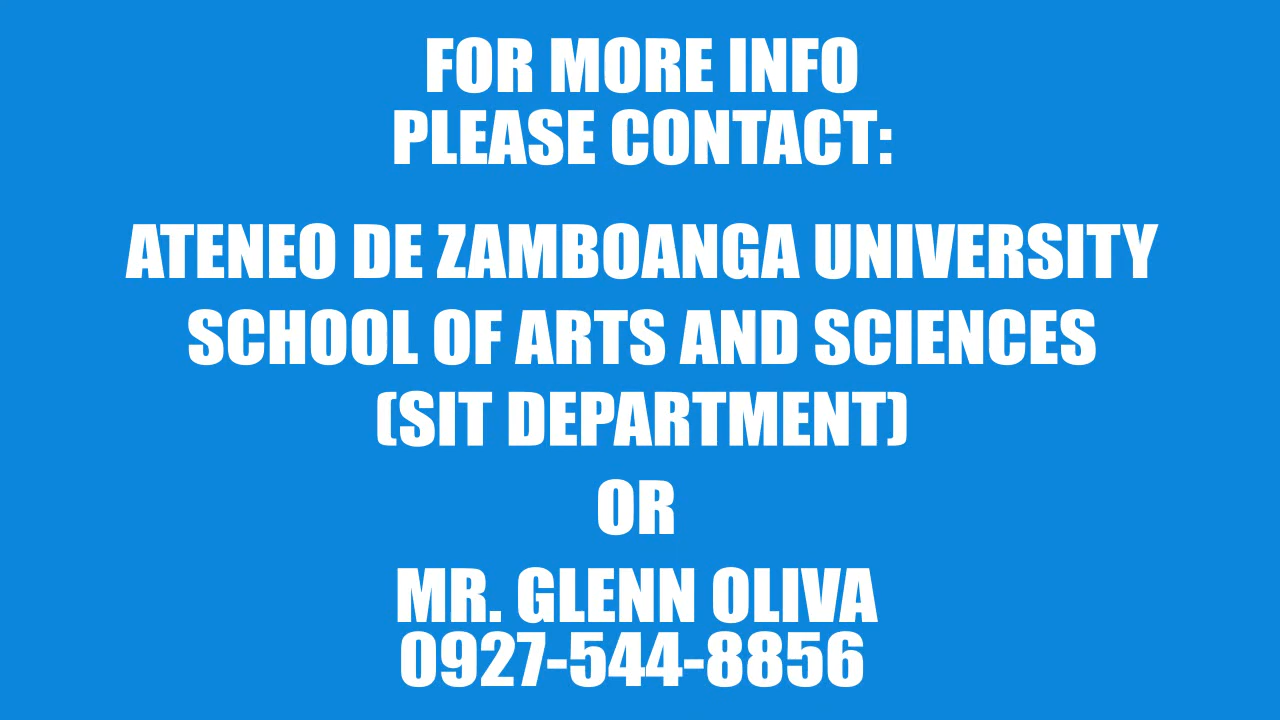 FOR MORE INFO
PLEASE CONTACT:
ATENEO DE ZAMBOANGA UNIVERSITY
SCHOOL OF ARTS AND SCIENCES
(SIT DEPARTMENT)
OR
MR. GLENN OLIVA
0927-544-8856